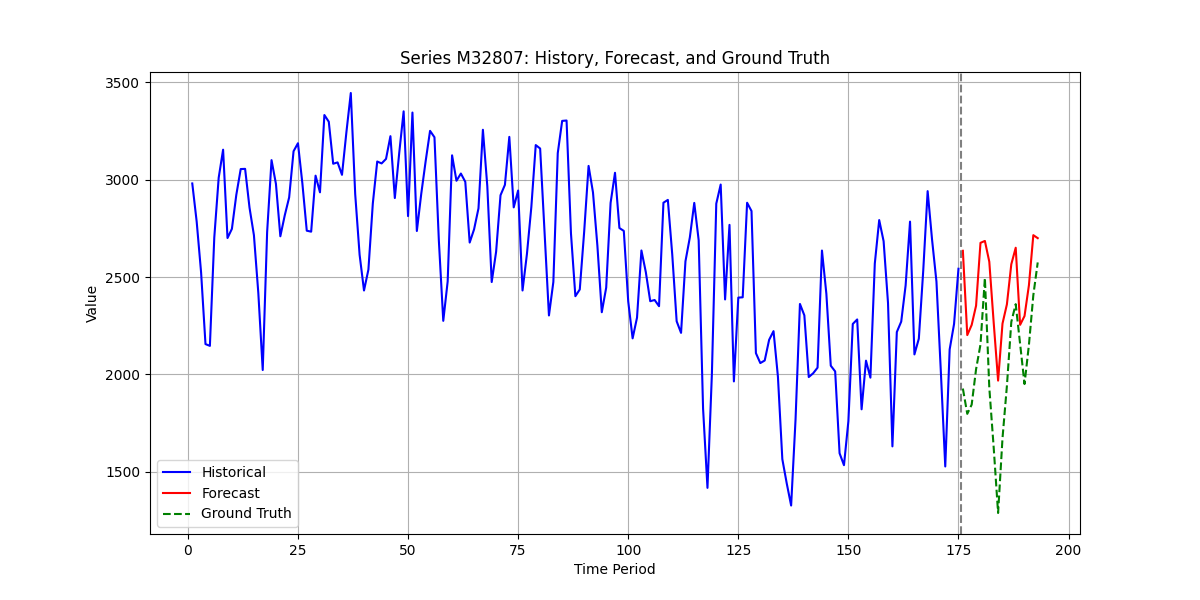 Series M32807: History, Forecast, and Ground Truth
Value
3500
3000
2500
2000
1500
Historical
Forecast
Ground Truth
0 25 50 75 100 125 150 175 200
Time Period